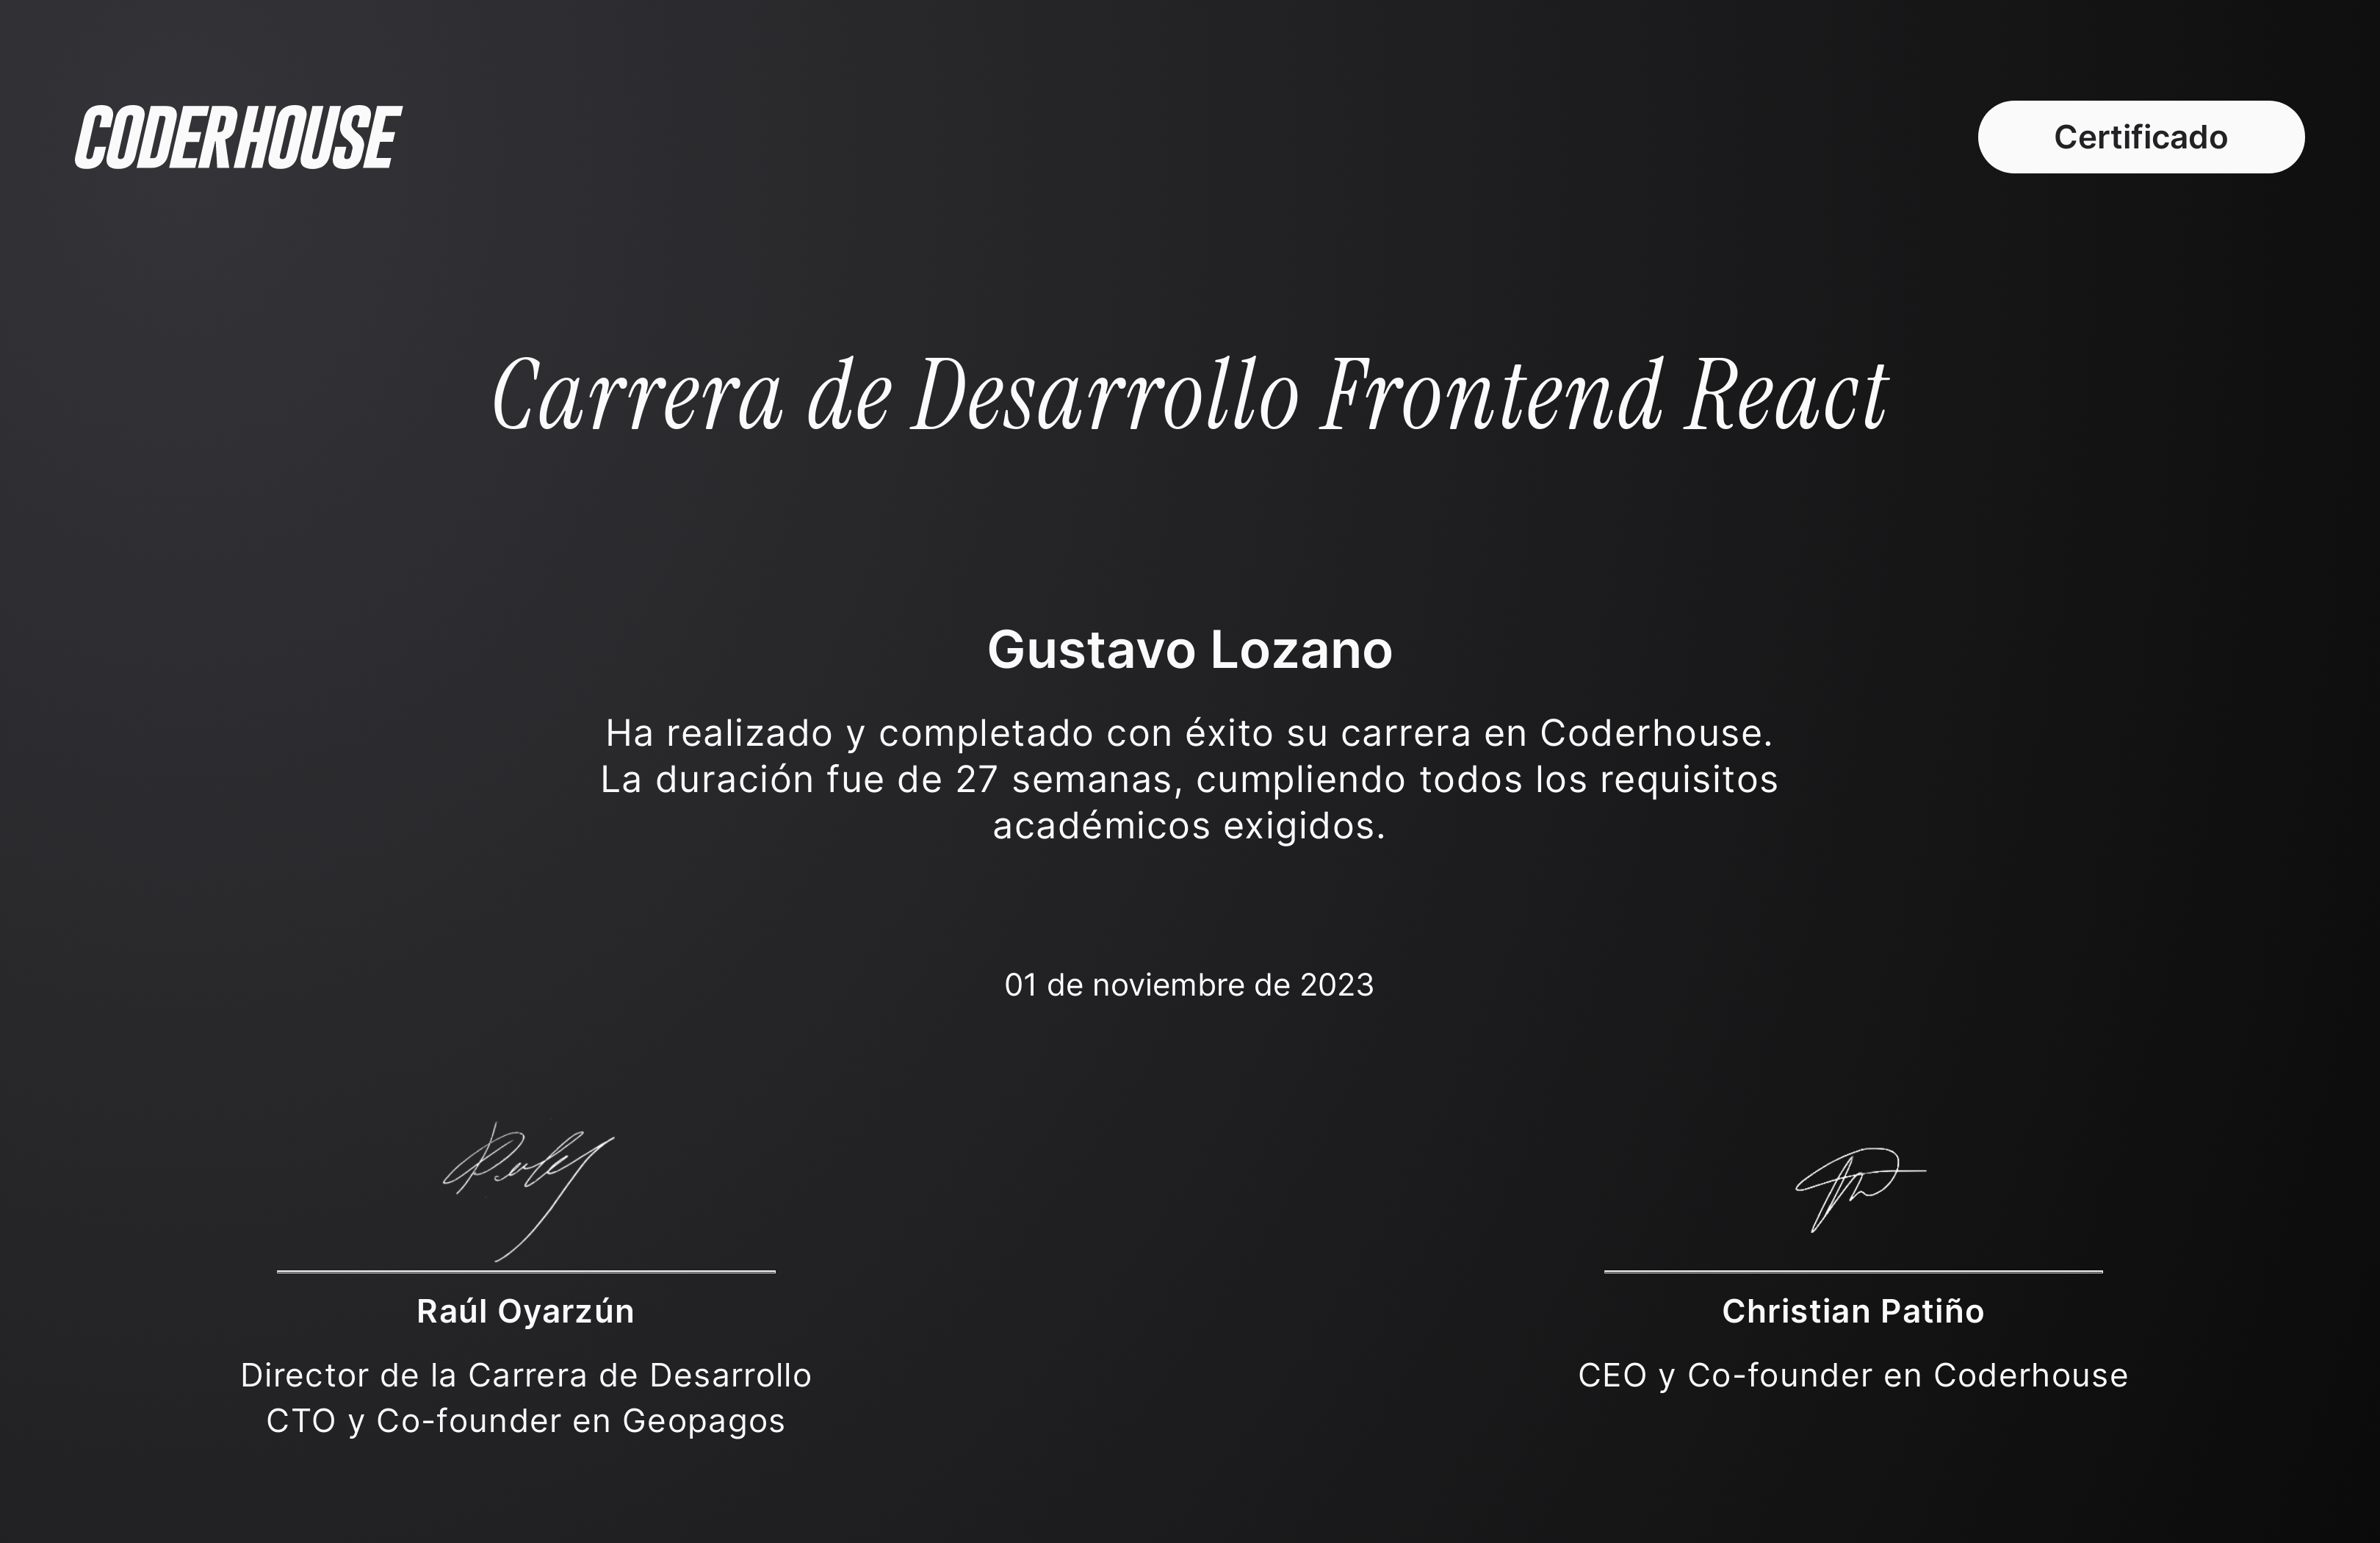 CODERHOUSE
Certificado
Carrera de Desarrollo Frontend React
Gustavo Lozano
Ha realizado y completado con éxito su carrera en Coderhouse.
La duración fue de 27 semanas, cumpliendo todos los requisitos
académicos exigidos.
01 de noviembre de 2023
Raúl Oyarzún
Director de la Carrera de Desarrollo
CTO y Co-founder en Geopagos
Christian Patiño
CEO y Co-founder en Coderhouse